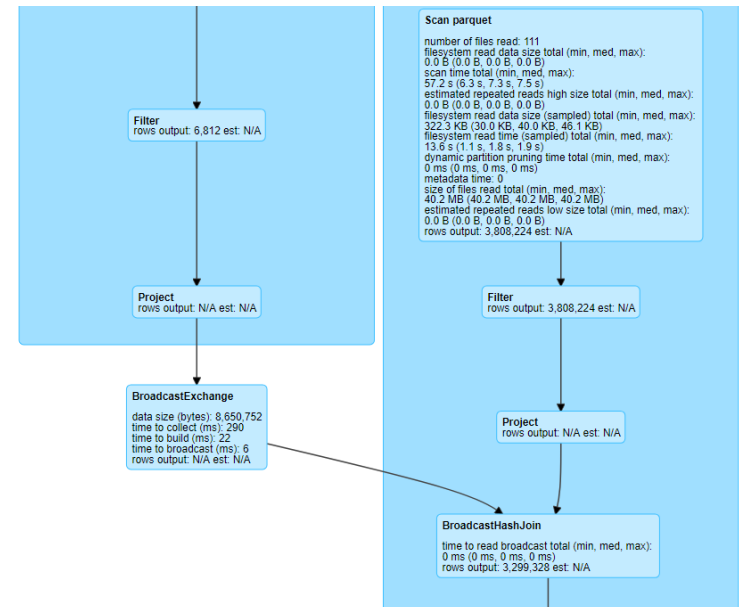 Filter
rows output: 6,812 est: N/A
Project
rows output: N/A est: N/A
BroadcastExchange
data size (bytes): 8,650,752
time to collect (ms): 290
time to build (ms): 22
time to broadcast (ms): 6
rows output: N/A est: N/A
Scan parquet
number of files read: 111
filesystem read data size total (min, med, max):
0.0 B (0.0 B, 0.0 B, 0.0 B)
scan time total (min, med, max):
57.2 s (6.3 s, 7.3 s, 7.5 s)
estimated repeated reads high size total (min, med, max):
0.0 B (0.0 B, 0.0 B, 0.0 B)
filesystem read data size (sampled) total (min, med, max):
322.3 KB (30.0 KB, 40.0 KB, 46.1 KB)
filesystem read time (sampled) total (min, med, max):
13.6 s (1.1 s, 1.8 s, 1.9 s)
dynamic partition pruning time total (min, med, max):
0 ms (0 ms, 0 ms, 0 ms)
metadata time: 0
size of files read total (min, med, max):
40.2 MB (40.2 MB, 40.2 MB, 40.2 MB)
estimated repeated reads low size total (min, med, max):
0.0 B (0.0 B, 0.0 B, 0.0 B)
rows output: 3,808,224 est: N/A
Filter
rows output: 3,808,224 est: N/A
Project
rows output: N/A est: N/A
BroadcastHashJoin
time to read broadcast total (min, med, max):
0 ms (0 ms, 0 ms, 0 ms)
rows output: 3,299,328 est: N/A